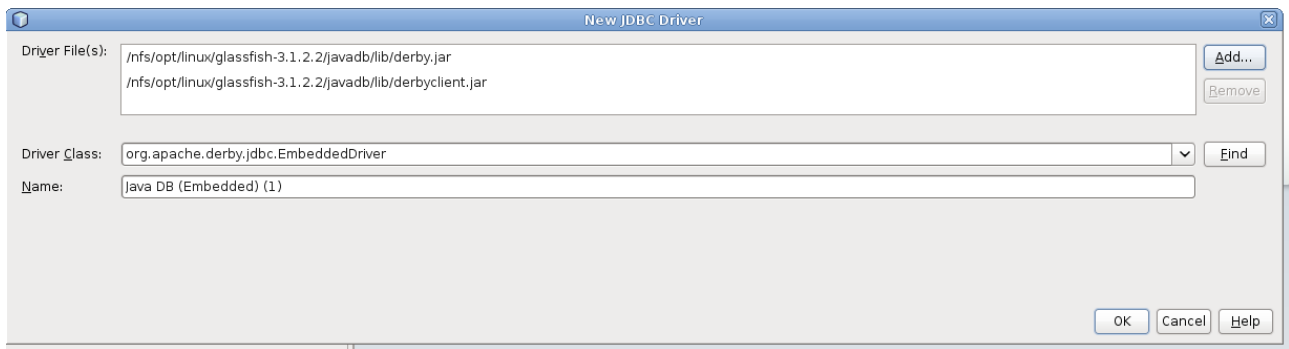 New JDBC Driver
Driver File(s):
/nfs/opt/linux/glassfish-3.1.2.2/javadb/lib/derby.jar
/nfs/opt/linux/glassfish-3.1.2.2/javadb/lib/derbyclient.jar
Add...
Remove
Driver Class:
org.apache.derby.jdbc.EmbeddedDriver
Find
Name:
Java DB (Embedded) (1)
OK
Cancel
Help